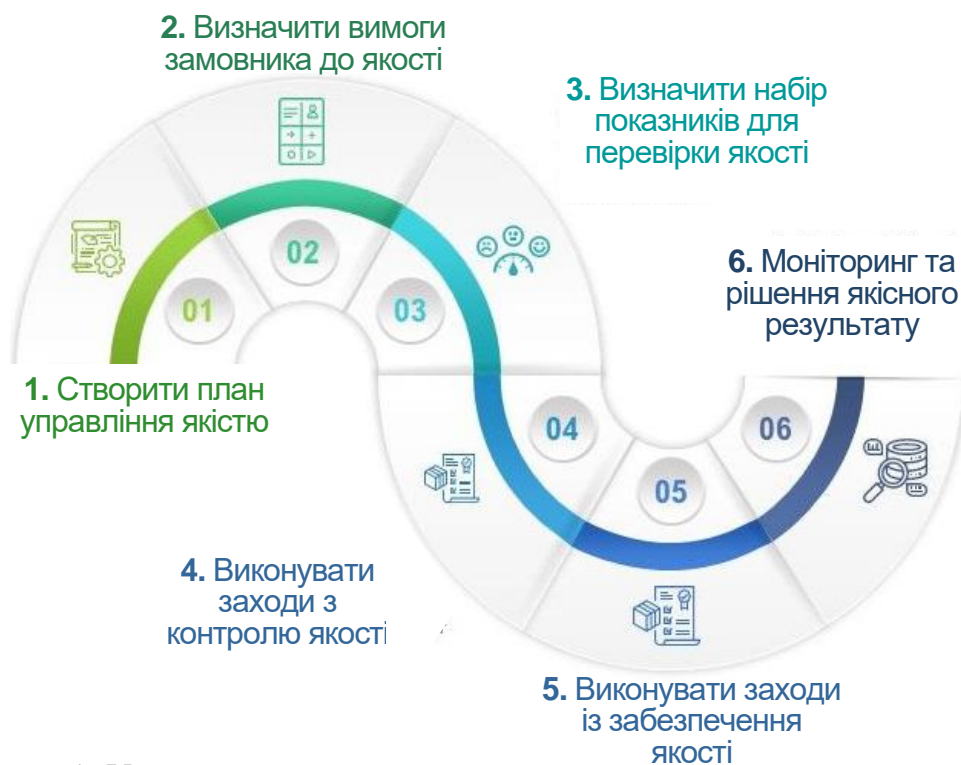 2. Визначити вимоги
замовника до якості
3. Визначити набір
показників для
перевірки якості
6. Моніторинг та
рішення якісного
результату
01
02
03
1. Створити план
управління якістю
04
05
06
4. Виконувати
заходи з
контролю якості
5. Виконувати заходи
із забезпечення
якості